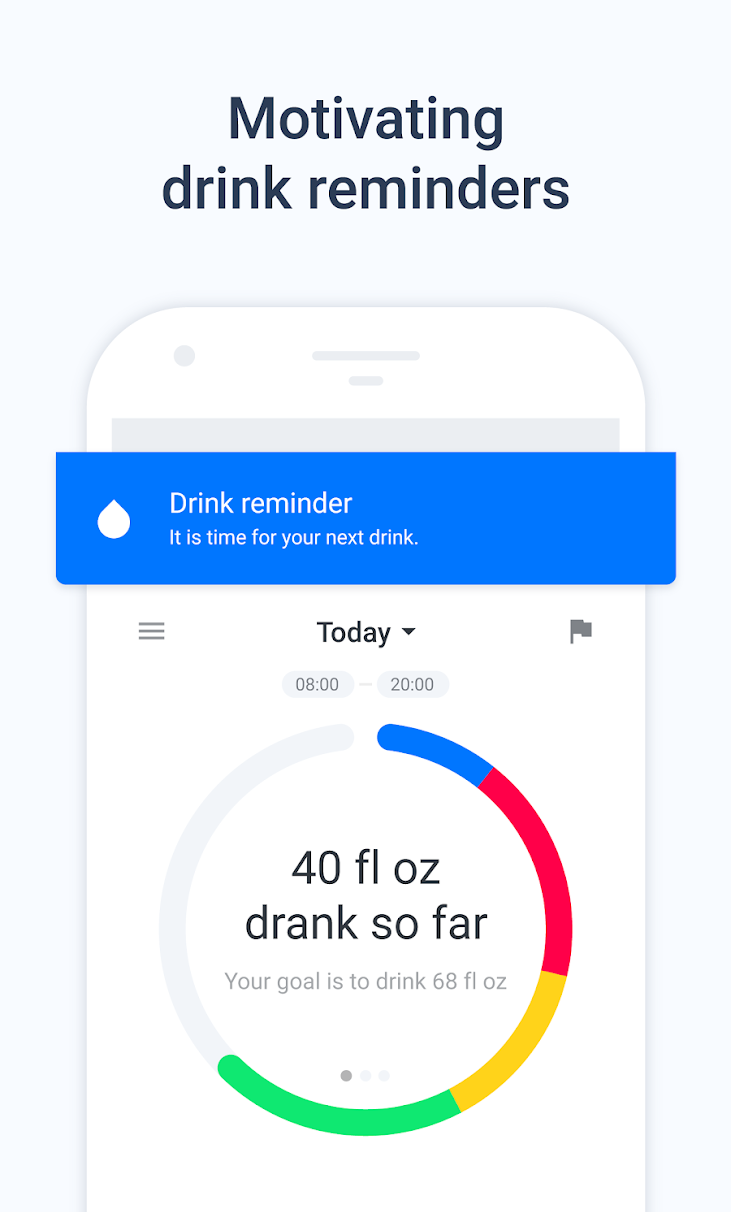 Motivating
drink reminders
Drink reminder
It is time for your next drink.
Today
08:00 – 20:00
40 fl oz
drank so far
Your goal is to drink 68 fl oz